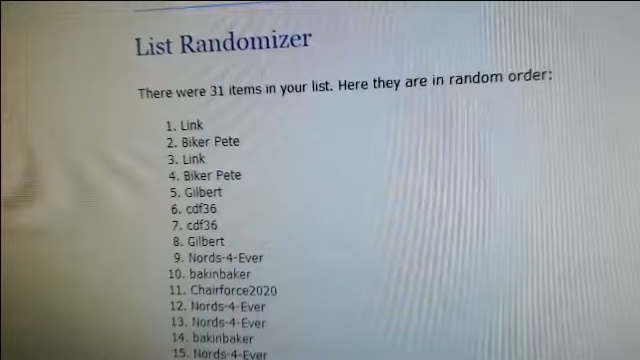 List Randomizer
There were 31 items in your list. Here they are in random order:
1. Link
2. Biker Pete
3. Link
4. Biker Pete
5. Gilbert
6. cdf36
7. cdf36
8. Gilbert
9. Nords-4-Ever
10. bakinbaker
11. Chairforce2020
12. Nords-4-Ever
13. Nords-4-Ever
14. bakinbaker
15. Nords-4-Ever